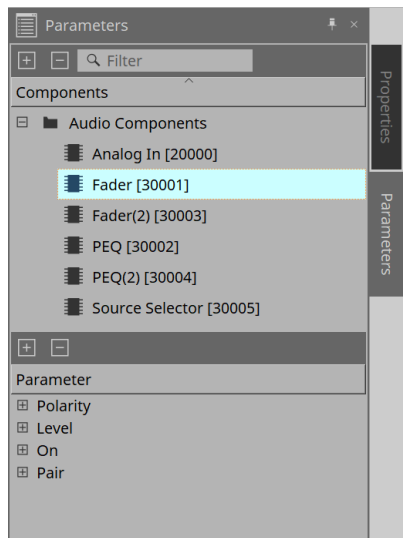 Parameters
Filter
Components
Audio Components
Analog In [20000]
Fader [30001]
Fader(2) [30003]
PEQ [30002]
PEQ(2) [30004]
Source Selector [30005]
Parameter
Polarity
Level
On
Pair
Properties
Parameters